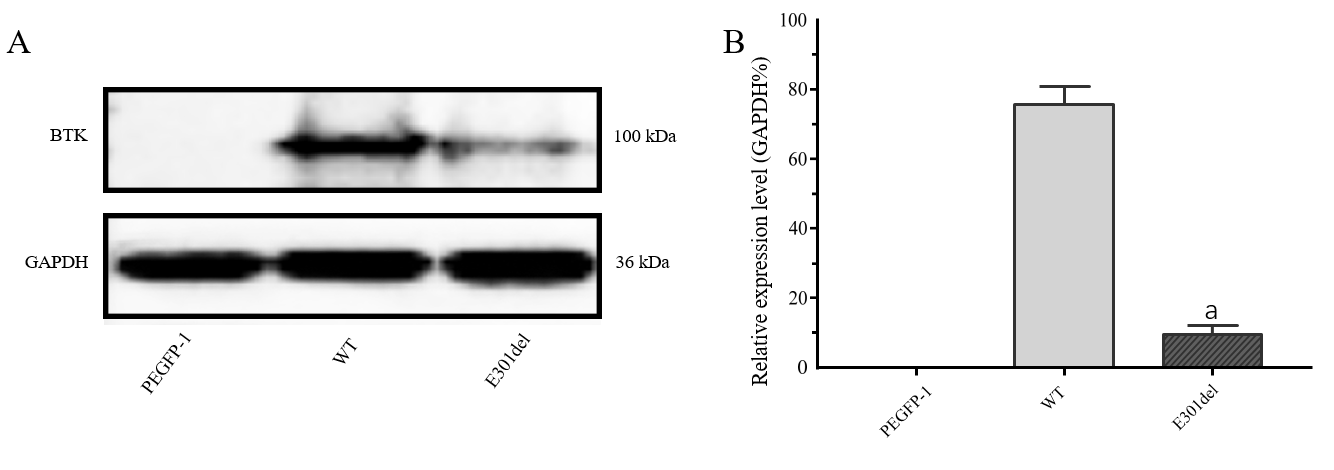 A
BTK
100 kDa
GAPDH
36 kDa
PEGFP-1
WT
E301del
B
Relative expression level (GAPDH%)
100
80
60
40
20
0
a
PEGFP-1
WT
E301del